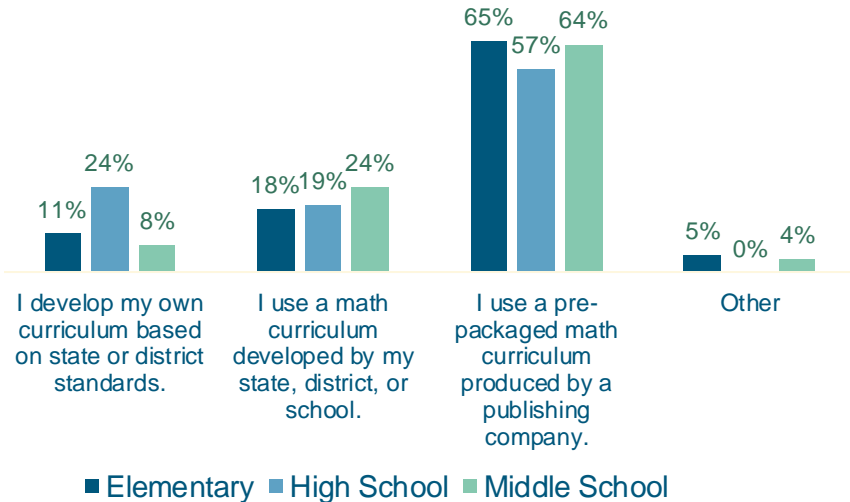 65%
57%
64%
24%
11%
8%
18%
19%
24%
5%
0%
4%
I develop my own
curriculum based
on state or district
standards.
I use a math
curriculum
developed by my
state, district, or
school.
I use a pre-
packaged math
curriculum
produced by a
publishing
company.
Other
Elementary High School Middle School